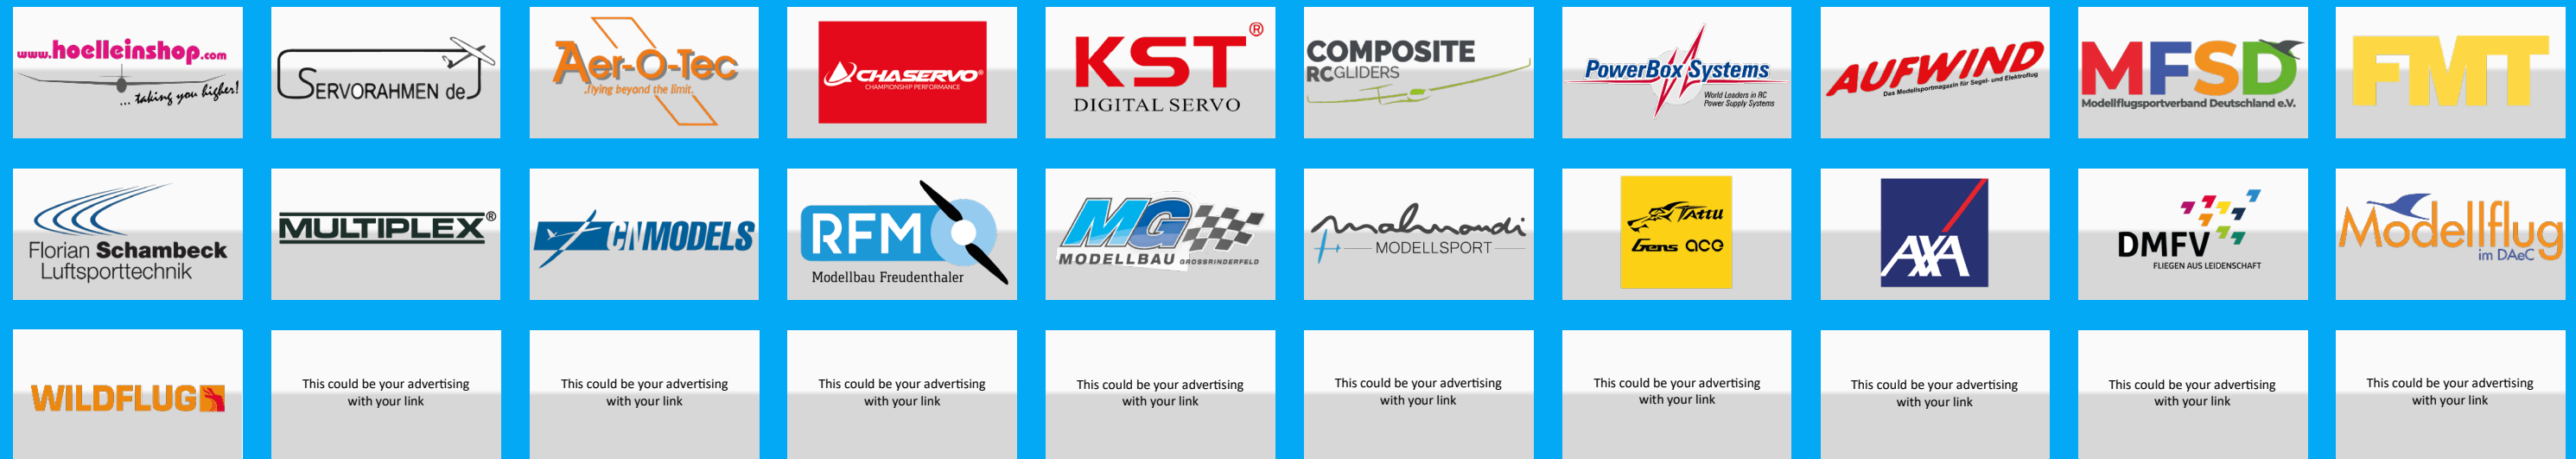 www.hoelleinshop.com
... taking you higher!
SERVORAHMEN de
Aer-O-Tec
..flying beyond the limit.
CHASERVO®
CHAMPIONSHIP PERFORMANCE
KST®
DIGITAL SERVO
COMPOSITE
RCGLIDERS
PowerBox Systems
World Leaders in RC
Power Supply Systems
AUFWIND
Das Modellsportmagazin für Segel- und Elektroflug
MFSD
Modellflugsportverband Deutschland e.V.
FMT
Florian Schambeck
Luftsporttechnik
MULTIPLEX®
CNMODELS
RFM
Modellbau Freudenthaler
MG
MODELLBAU GROSSRINDERFELD
MODELLSPORT
TATTU
Gens ace
AXA
DMFV
FLIEGEN AUS LEIDENSCHAFT
Modellflug
im DAeC
WILDFLUG
This could be your advertising
with your link
This could be your advertising
with your link
This could be your advertising
with your link
This could be your advertising
with your link
This could be your advertising
with your link
This could be your advertising
with your link
This could be your advertising
with your link
This could be your advertising
with your link
This could be your advertising
with your link